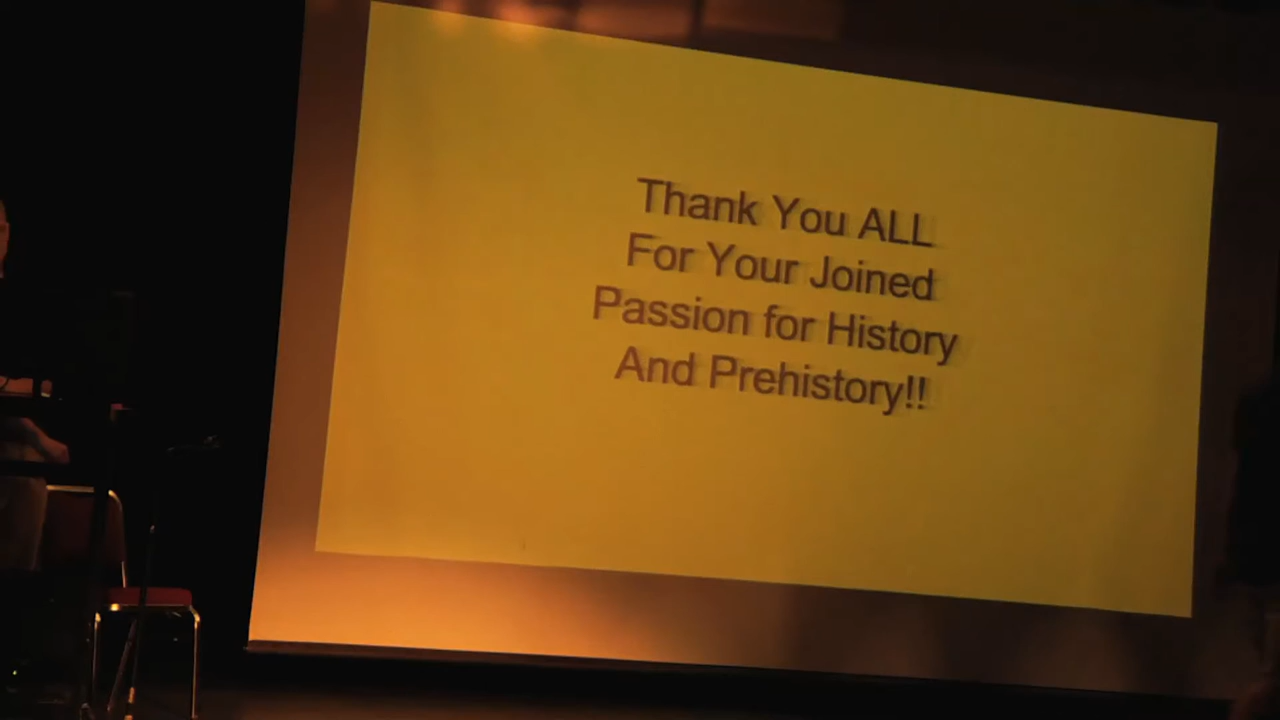 Thank You ALL
For Your Joined
Passion for History
And Prehistory!!